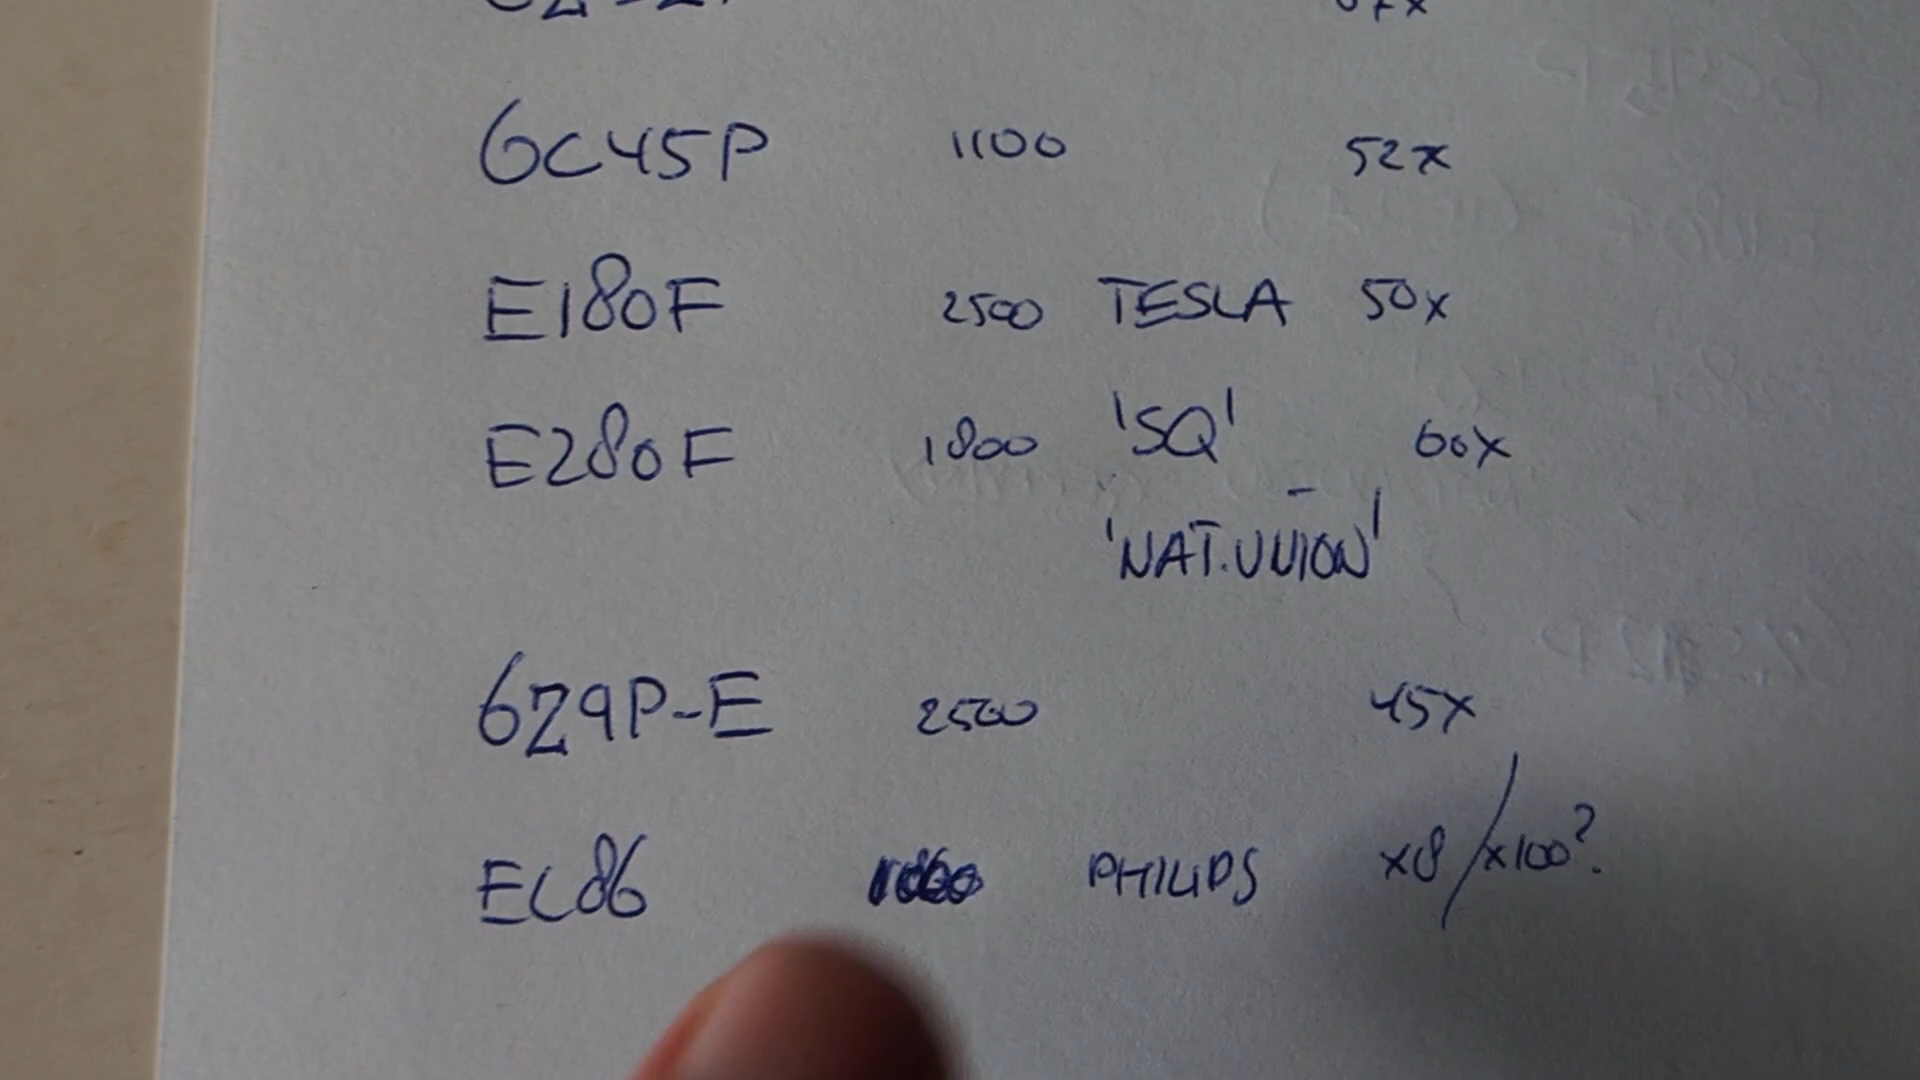 6C45P 1100 52x
E180F 2500 TESLA 50x
E280F 1800 'SQ' 60x
'NAT.UNION'
6Z9P-E 2500 45x
EC86 PHILIPS x8/x100?.